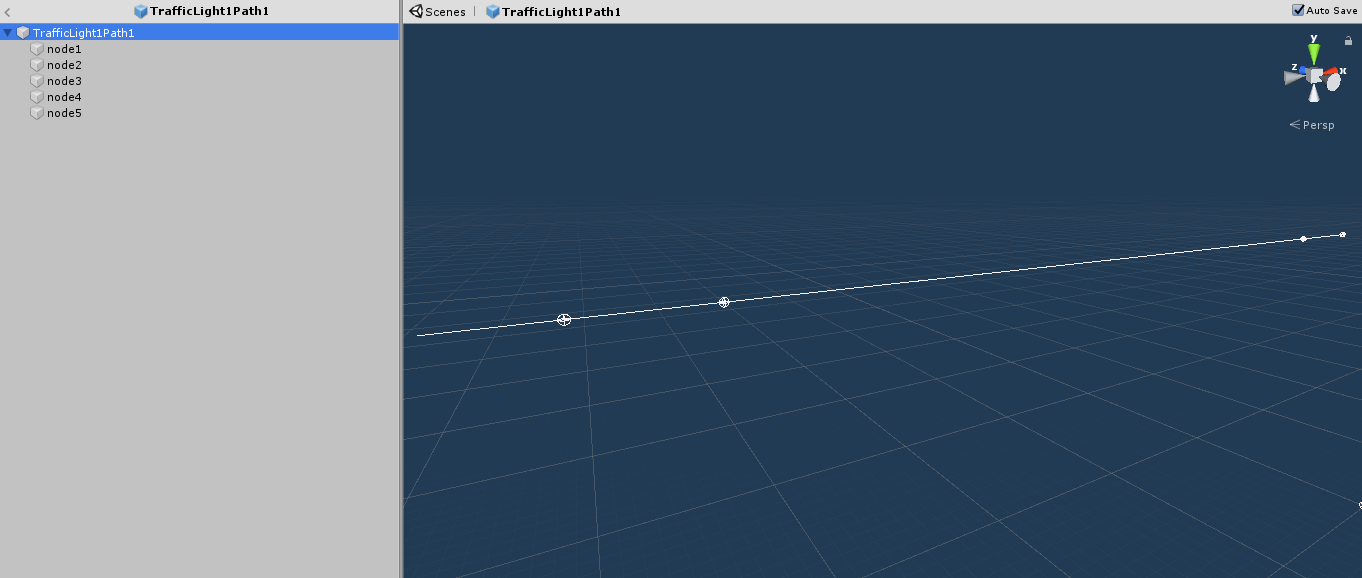 TrafficLight1Path1
Scenes | TrafficLight1Path1
Auto Save
TrafficLight1Path1
node1
node2
node3
node4
node5
y
z
x
Persp